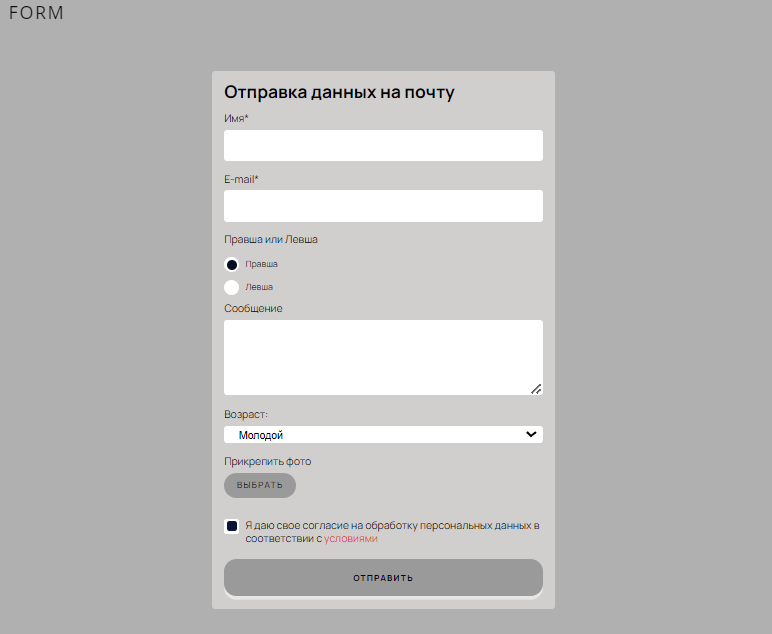 FORM
Отправка данных на почту
Имя*
E-mail*
Правша или Левша
Правша
Левша
Сообщение
Возраст:
Молодой
Прикрепить фото
ВЫБРАТЬ
Я даю свое согласие на обработку персональных данных в
соответствии с условиями
ОТПРАВИТЬ